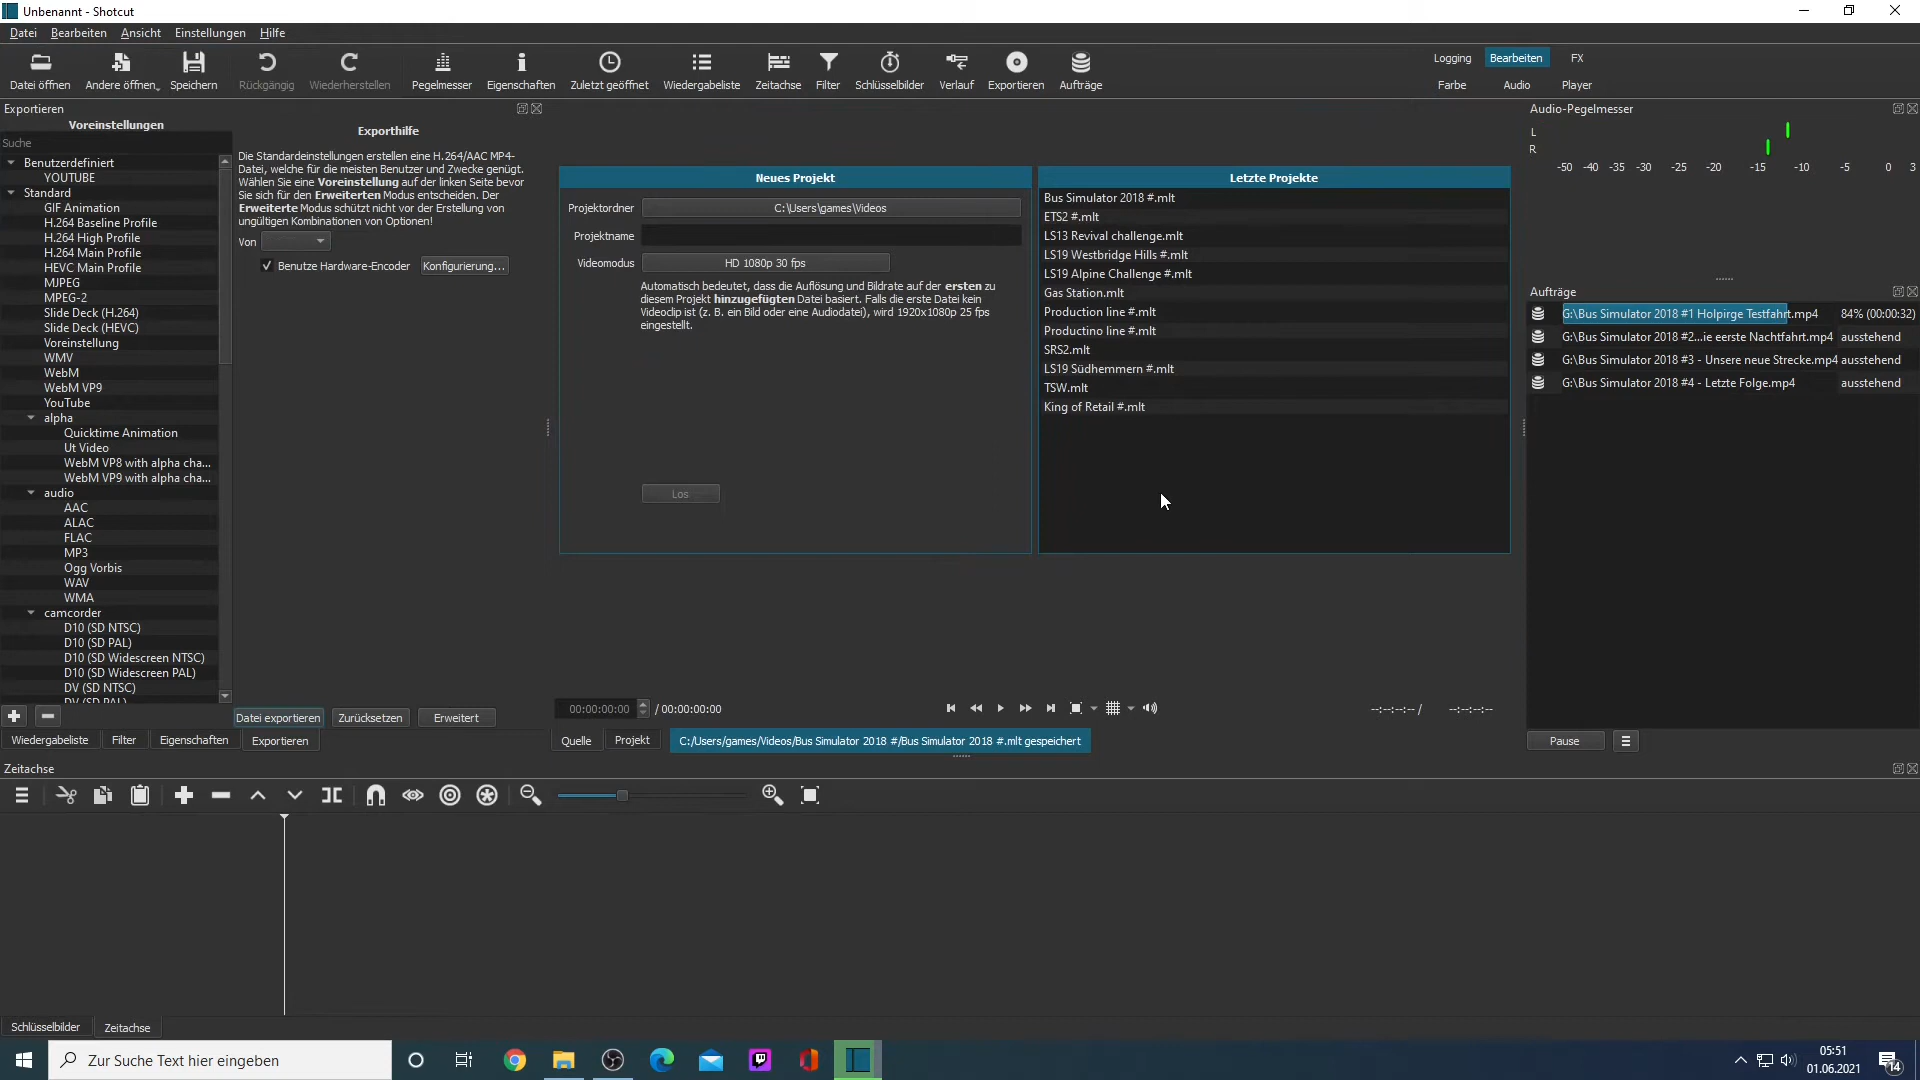 Unbenannt - Shotcut
Datei Bearbeiten Ansicht Einstellungen Hilfe
Datei öffnen Andere öffnen Speichern Rückgängig Wiederherstellen Pegelmesser Eigenschaften Zuletzt geöffnet Wiedergabeliste Zeitachse Filter Schlüsselbilder Verlauf Exportieren Aufträge
Logging Bearbeiten FX
Farbe Audio Player
Exportieren
Voreinstellungen
Suche
Benutzerdefiniert
YOUTUBE
Standard
GIF Animation
H.264 Baseline Profile
H.264 High Profile
H.264 Main Profile
HEVC Main Profile
MJPEG
MPEG-2
Slide Deck (H.264)
Slide Deck (HEVC)
Voreinstellung
WMV
WebM
WebM VP9
YouTube
alpha
Quicktime Animation
Ut Video
WebM VP8 with alpha cha...
WebM VP9 with alpha cha...
audio
AAC
ALAC
FLAC
MP3
Ogg Vorbis
WAV
WMA
camcorder
D10 (SD NTSC)
D10 (SD PAL)
D10 (SD Widescreen NTSC)
D10 (SD Widescreen PAL)
DV (SD NTSC)
DV (SD PAL)
Exporthilfe
Die Standardeinstellungen erstellen eine H.264/AAC MP4-
Datei, welche für die meisten Benutzer und Zwecke genügt.
Wählen Sie eine Voreinstellung auf der linken Seite bevor
Sie sich für den Erweiterten Modus entscheiden. Der
Erweiterte Modus schützt nicht vor der Erstellung von
ungültigen Kombinationen von Optionen!
Von
Benutze Hardware-Encoder Konfigurierung...
Datei exportieren Zurücksetzen Erweitert
Wiedergabeliste Filter Eigenschaften Exportieren
Neues Projekt
Projektordner C:\Users\games\Videos
Projektname
Videomodus HD 1080p 30 fps
Automatisch bedeutet, dass die Auflösung und Bildrate auf der ersten zu
diesem Projekt hinzugefügten Datei basiert. Falls die erste Datei kein
Videoclip ist (z. B. ein Bild oder eine Audiodatei), wird 1920x1080p 25 fps
eingestellt.
Los
Letzte Projekte
Bus Simulator 2018 #.mlt
ETS2 #.mlt
LS13 Revival challenge.mlt
LS19 Westbridge Hills #.mlt
LS19 Alpine Challenge #.mlt
Gas Station.mlt
Production line #.mlt
Productino line #.mlt
SRS2.mlt
LS19 Südhemmern #.mlt
TSW.mlt
King of Retail #.mlt
00:00:00:00 / 00:00:00:00
--:--:--:-- / --:--:--:--
Quelle Projekt C:/Users/games/Videos/Bus Simulator 2018 #/Bus Simulator 2018 #.mlt gespeichert
Audio-Pegelmesser
L
R
-50 -40 -35 -30 -25 -20 -15 -10 -5 0 3
Aufträge
G:\Bus Simulator 2018 #1 Holpirge Testfahrt.mp4 84% (00:00:32)
G:\Bus Simulator 2018 #2...ie eerste Nachtfahrt.mp4 ausstehend
G:\Bus Simulator 2018 #3 - Unsere neue Strecke.mp4 ausstehend
G:\Bus Simulator 2018 #4 - Letzte Folge.mp4 ausstehend
Pause
Zeitachse
Schlüsselbilder Zeitachse
Zur Suche Text hier eingeben
05:51
01.06.2021
14